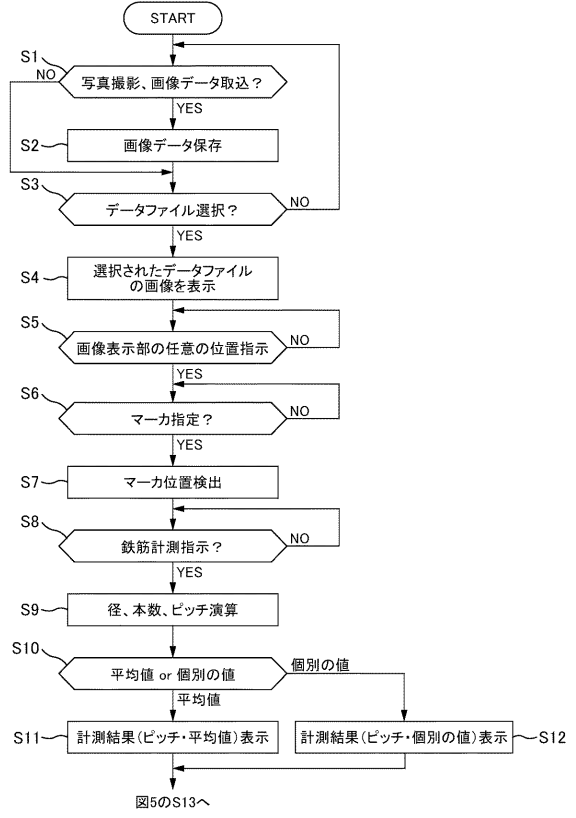 START
S1
NO
写真撮影、画像データ取込?
YES
S2
画像データ保存
S3
データファイル選択?
NO
YES
S4
選択されたデータファイル
の画像を表示
S5
画像表示部の任意の位置指示
NO
YES
S6
マーカ指定?
NO
YES
S7
マーカ位置検出
S8
鉄筋計測指示?
NO
YES
S9
径、本数、ピッチ演算
S10
平均値 or 個別の値
個別の値
平均値
S11
計測結果(ピッチ・平均値)表示
計測結果(ピッチ・個別の値)表示
S12
図5のS13へ